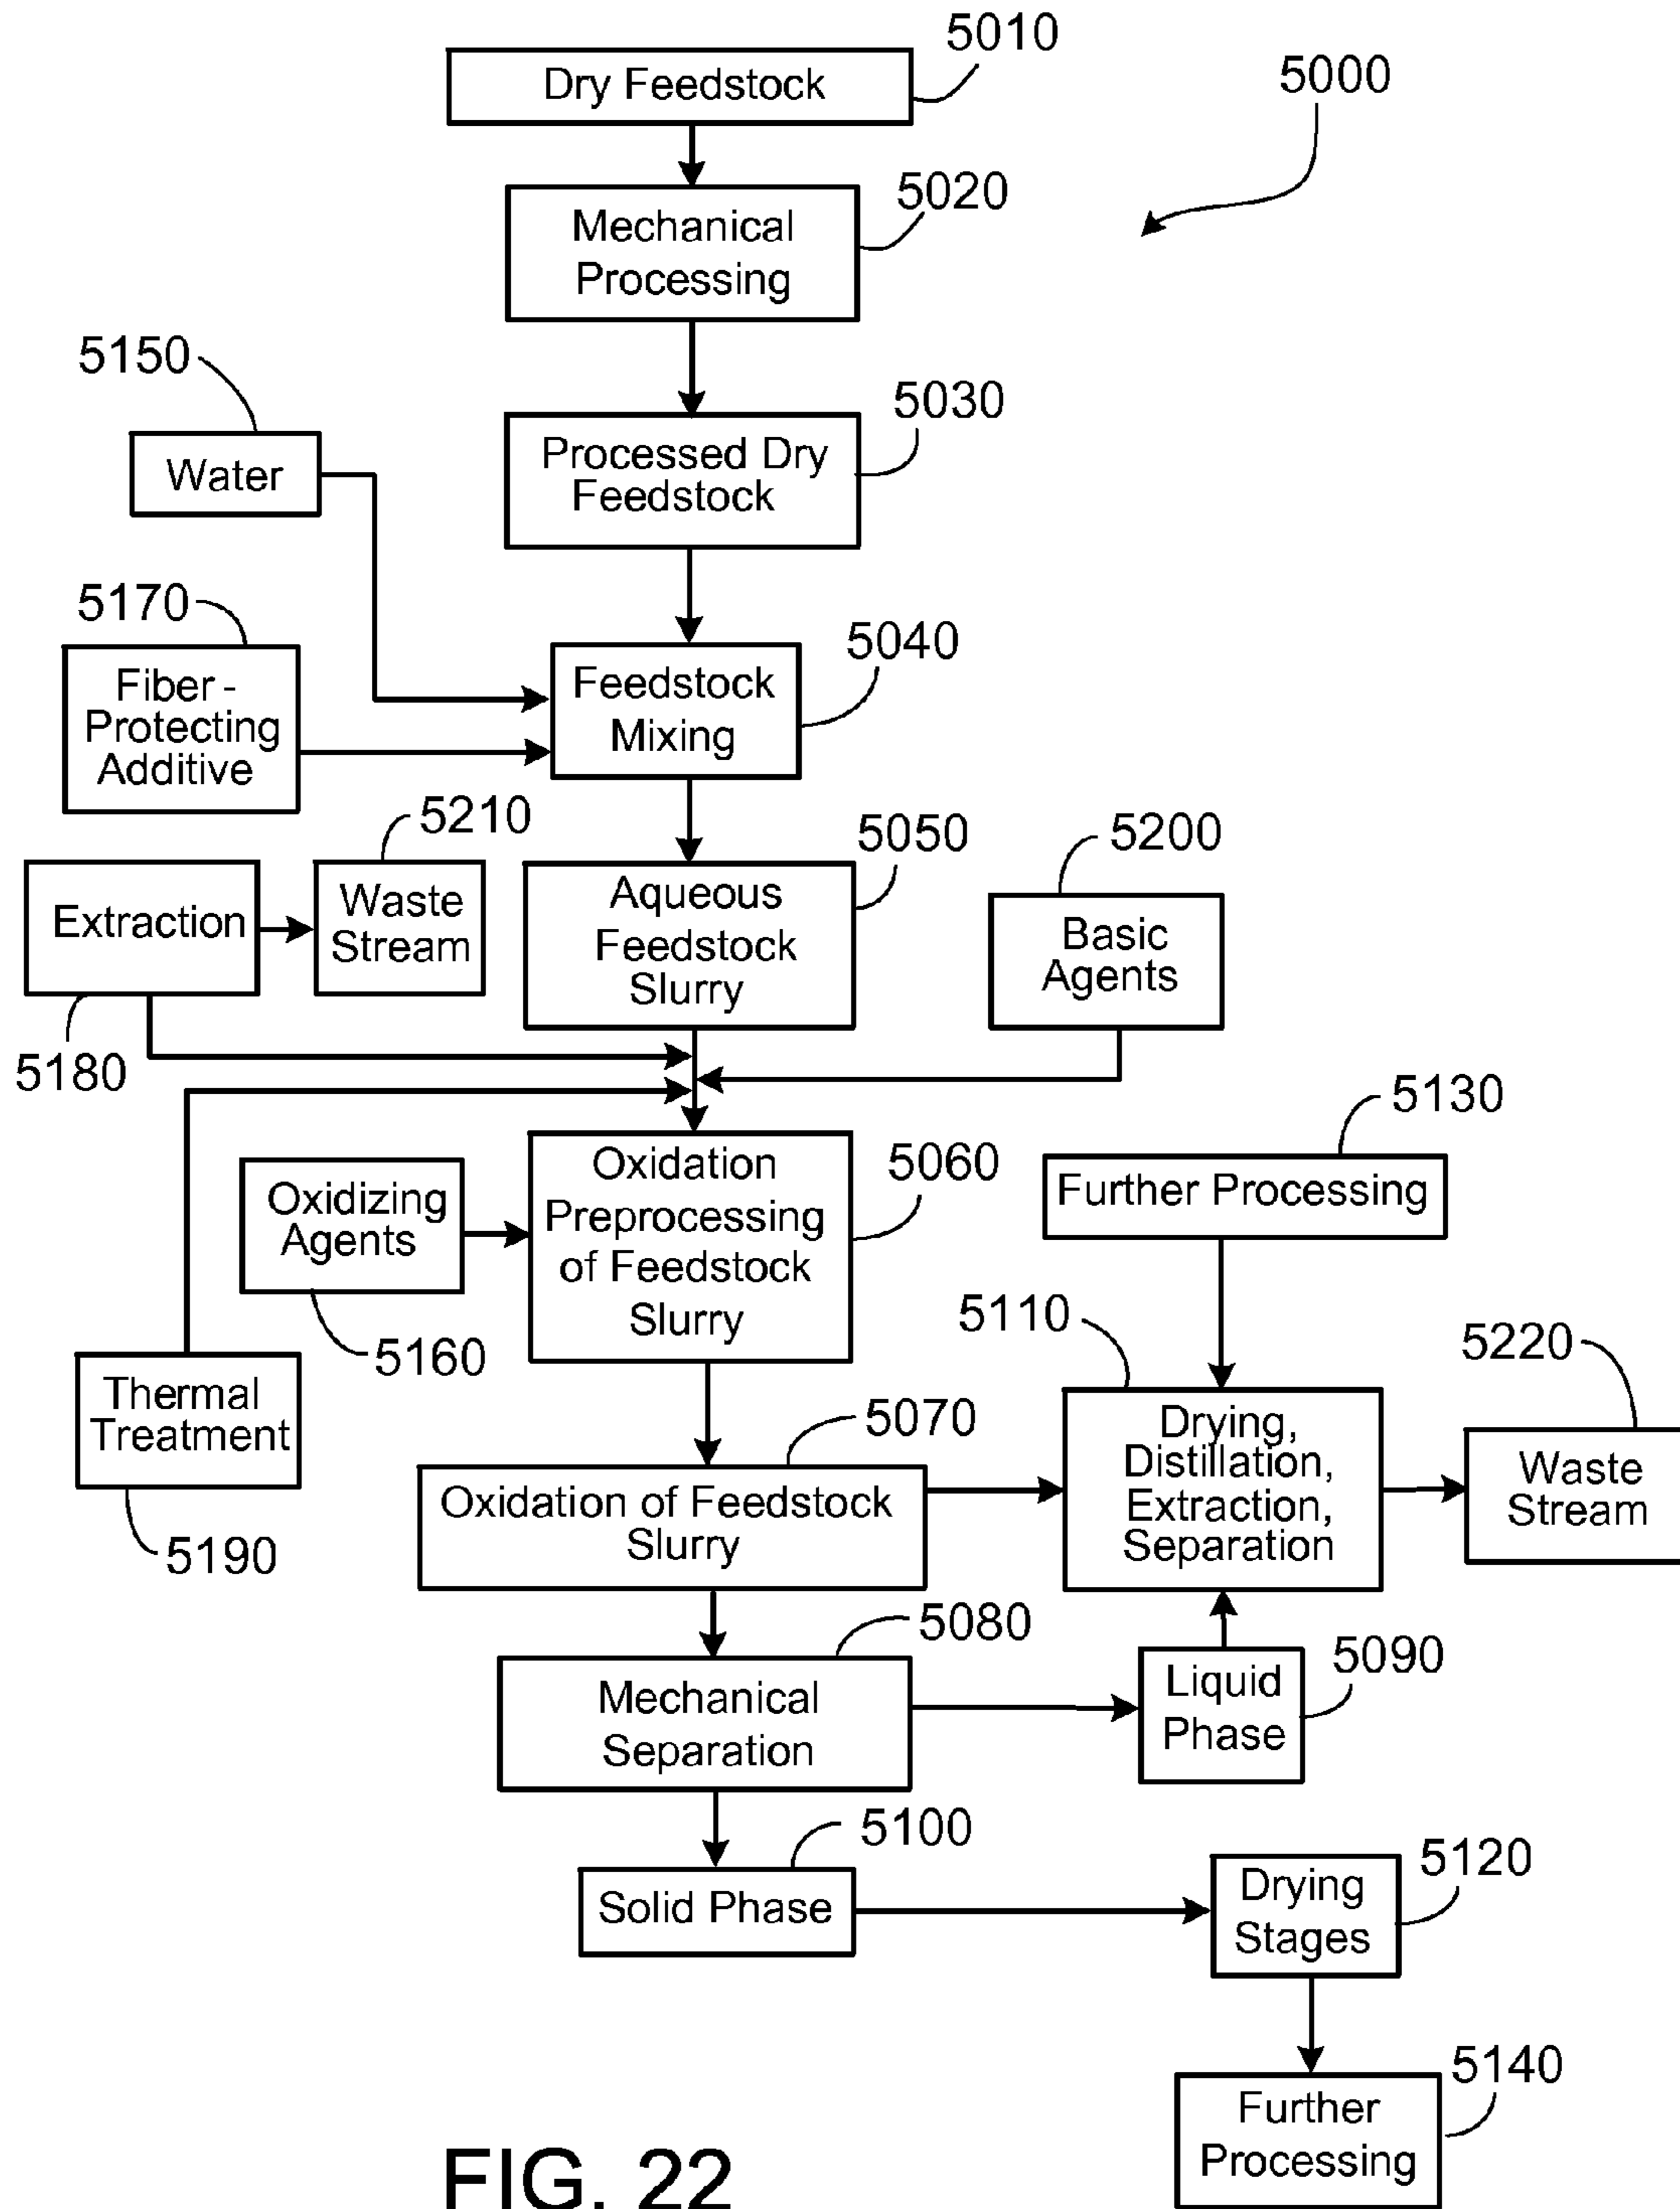 5010
Dry Feedstock
5000
5020
Mechanical
Processing
5150
5030
Water
Processed Dry
Feedstock
5170
5040
Fiber -
Protecting
Additive
Feedstock
Mixing
5210
5050
5200
Extraction
Waste
Stream
Aqueous
Feedstock
Slurry
Basic
Agents
5180
5130
5060
Oxidizing
Agents
Oxidation
Preprocessing
of Feedstock
Slurry
Further Processing
5160
5110
5220
Thermal
Treatment
5190
5070
Oxidation of Feedstock
Slurry
Drying,
Distillation,
Extraction,
Separation
Waste
Stream
5080
5090
Mechanical
Separation
Liquid
Phase
5100
5120
Solid Phase
Drying
Stages
5140
Further
Processing
FIG. 22